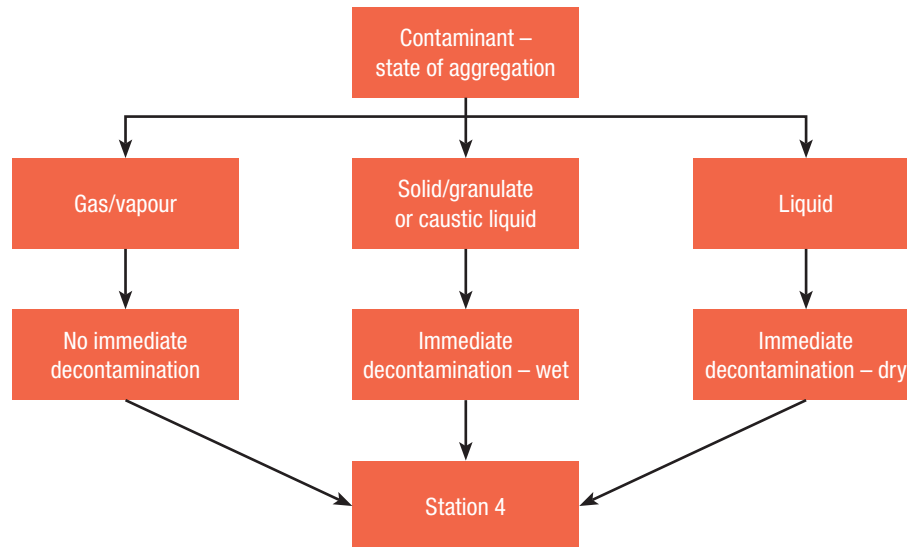 Contaminant –
state of aggregation
Gas/vapour
Solid/granulate
or caustic liquid
Liquid
No immediate
decontamination
Immediate
decontamination – wet
Immediate
decontamination – dry
Station 4